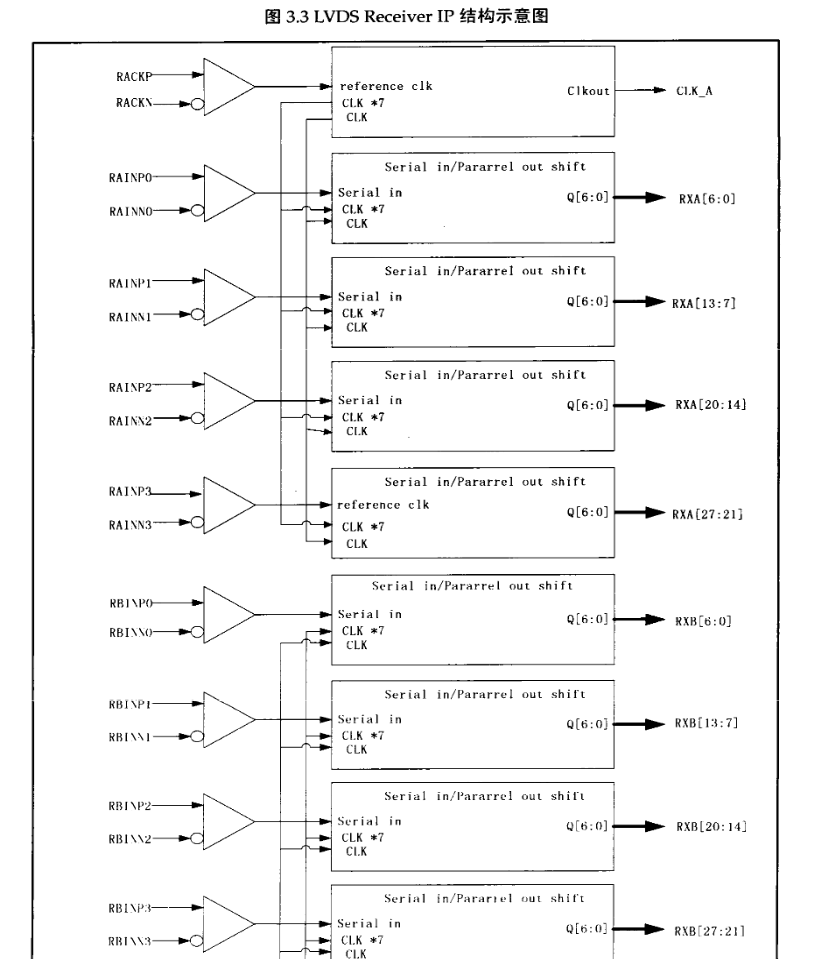 图 3.3 LVDS Receiver IP 结构示意图
RACKP
RACKN
reference clk
CLK *7
CLK
Clkout
CLK_A
RAINP0
RAINN0
Serial in/Pararrel out shift
Serial in
CLK *7
CLK
Q[6:0]
RXA[6:0]
RAINP1
RAINN1
Serial in/Pararrel out shift
Serial in
CLK *7
CLK
Q[6:0]
RXA[13:7]
RAINP2
RAINN2
Serial in/Pararrel out shift
Serial in
CLK *7
CLK
Q[6:0]
RXA[20:14]
RAINP3
RAINN3
Serial in/Pararrel out shift
reference clk
CLK *7
CLK
Q[6:0]
RXA[27:21]
RBINP0
RBINN0
Serial in/Pararrel out shift
Serial in
CLK *7
CLK
Q[6:0]
RXB[6:0]
RBINP1
RBINN1
Serial in/Pararrel out shift
Serial in
CLK *7
CLK
Q[6:0]
RXB[13:7]
RBINP2
RBINN2
Serial in/Pararrel out shift
Serial in
CLK *7
CLK
Q[6:0]
RXB[20:14]
RBINP3
RBINN3
Serial in/Pararrel out shift
Serial in
CLK *7
CLK
Q[6:0]
RXB[27:21]